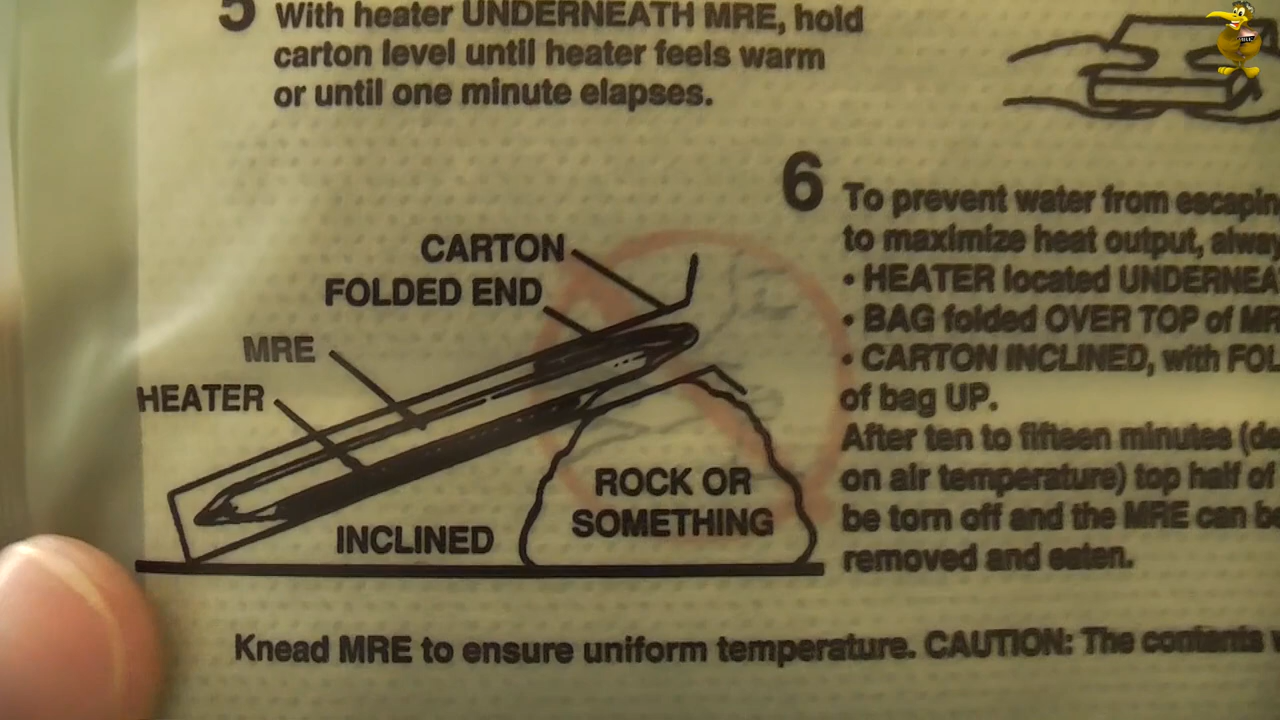 5 With heater UNDERNEATH MRE, hold
carton level until heater feels warm
or until one minute elapses.
CARTON
FOLDED END
MRE
HEATER
INCLINED
ROCK OR
SOMETHING
6 To prevent water from
to maximize heat output,
• HEATER located
• BAG folded OVER TOP of
• CARTON INCLINED, with
of bag UP.
After ten to fifteen minutes
on air temperature) top half of
be torn off and the MRE can
removed and eaten.
Knead MRE to ensure uniform temperature. CAUTION: The contents